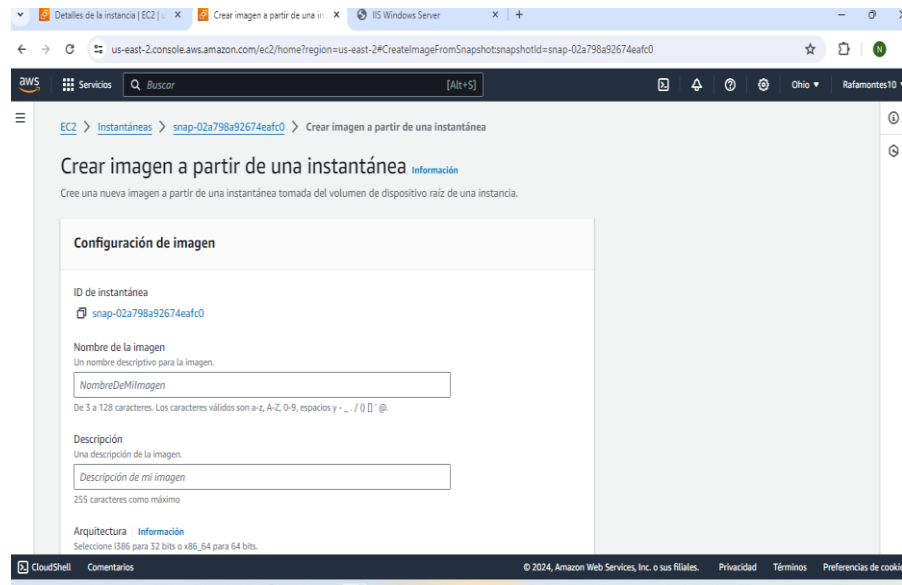 Detalles de la instancia | EC2 | u
Crear imagen a partir de una in
IIS Windows Server
us-east-2.console.aws.amazon.com/ec2/home?region=us-east-2#CreateImageFromSnapshot:snapshotId=snap-02a798a92674eafc0
N
aws
Servicios
Buscar
[Alt+S]
Ohio
Rafamontes10
EC2 > Instantáneas > snap-02a798a92674eafc0 > Crear imagen a partir de una instantánea
Crear imagen a partir de una instantánea Información
Cree una nueva imagen a partir de una instantánea tomada del volumen de dispositivo raíz de una instancia.
Configuración de imagen
ID de instantánea
snap-02a798a92674eafc0
Nombre de la imagen
Un nombre descriptivo para la imagen.
NombreDeMiImagen
De 3 a 128 caracteres. Los caracteres válidos son a-z, A-Z, 0-9, espacios y - _ . / () [] ' @.
Descripción
Una descripción de la imagen.
Descripción de mi imagen
255 caracteres como máximo
Arquitectura Información
Seleccione i386 para 32 bits o x86_64 para 64 bits.
CloudShell Comentarios
© 2024, Amazon Web Services, Inc. o sus filiales. Privacidad Términos Preferencias de cookie